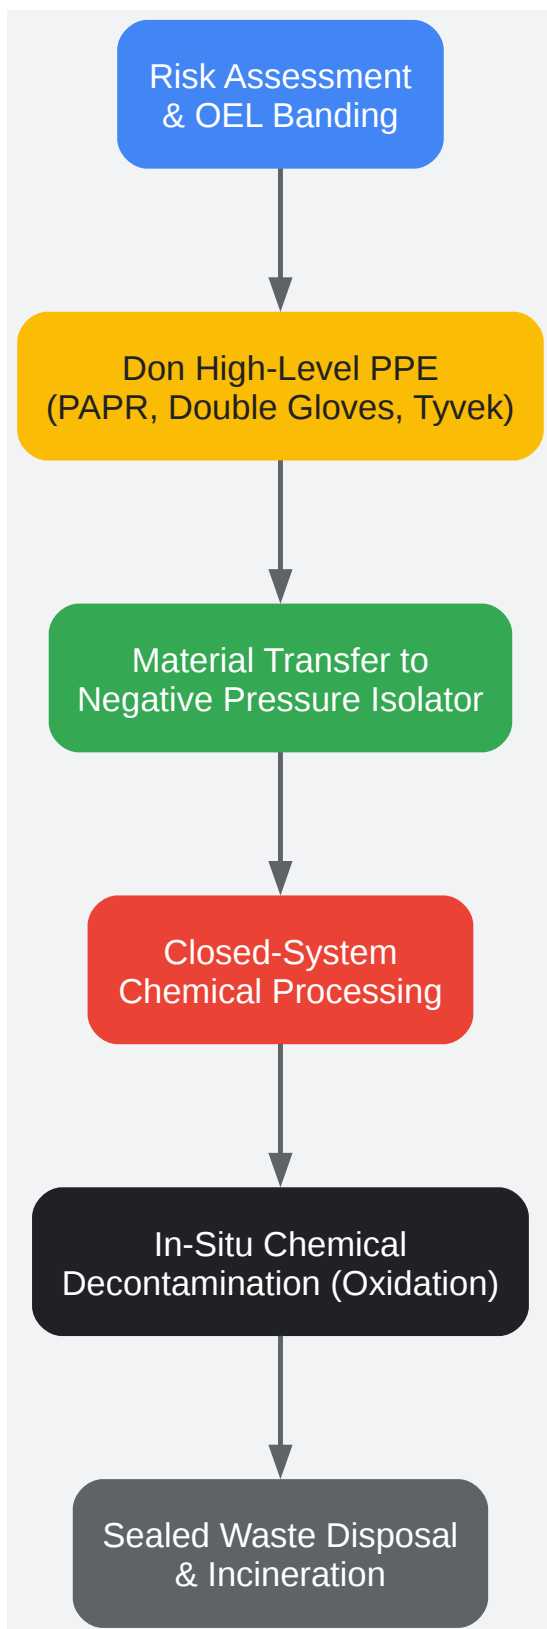 Risk Assessment
& OEL Banding
Don High-Level PPE
(PAPR, Double Gloves, Tyvek)
Material Transfer to
Negative Pressure Isolator
Closed-System
Chemical Processing
In-Situ Chemical
Decontamination (Oxidation)
Sealed Waste Disposal
& Incineration